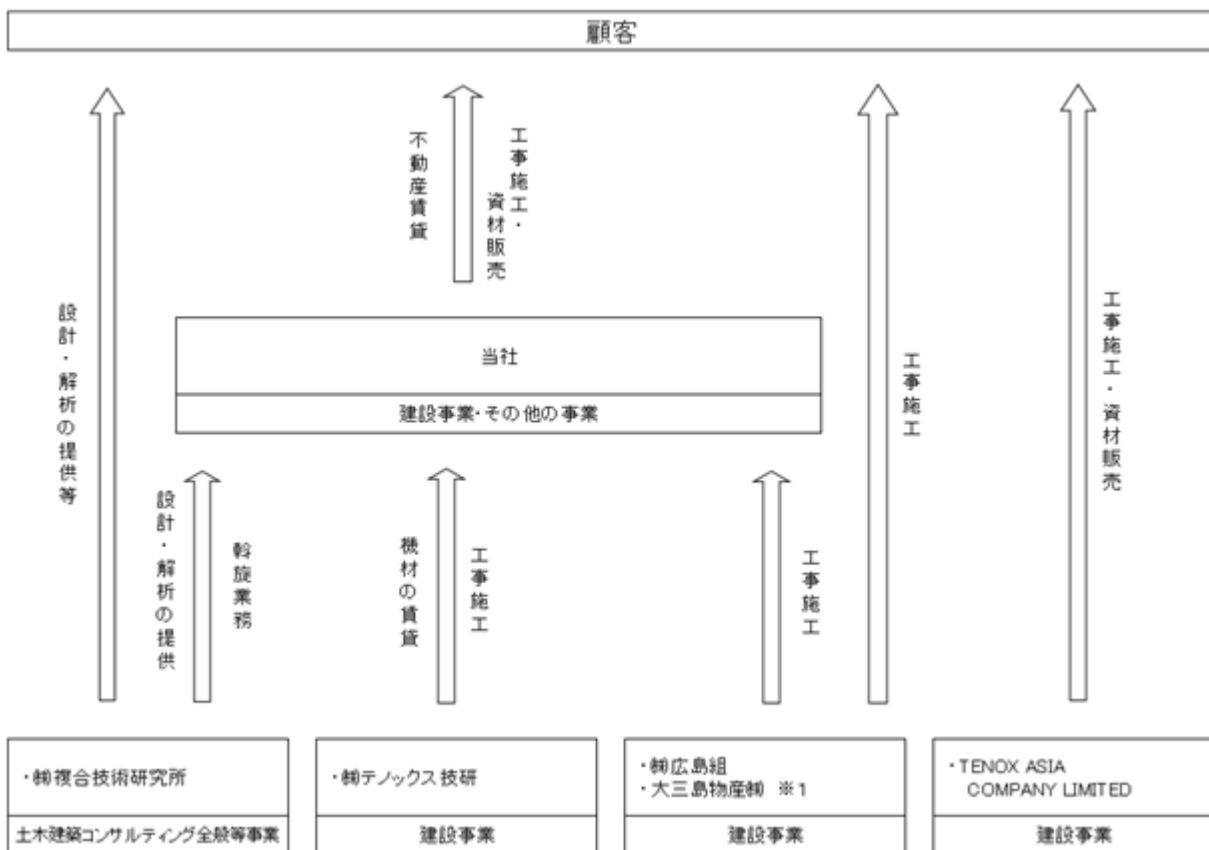 顧客
不動産賃貸
工事施工・
資材販売
設計・解析の提供等
当社
建設事業・その他の事業
工事施工
工事施工・資材販売
設計・解析の提供
斡旋業務
機材の賃貸
工事施工
工事施工
・㈱複合技術研究所
土木建築コンサルティング全般等事業
・㈱テノックス技研
建設事業
・㈱広島組
・大三島物産㈱ ※1
建設事業
・TENOX ASIA
COMPANY LIMITED
建設事業